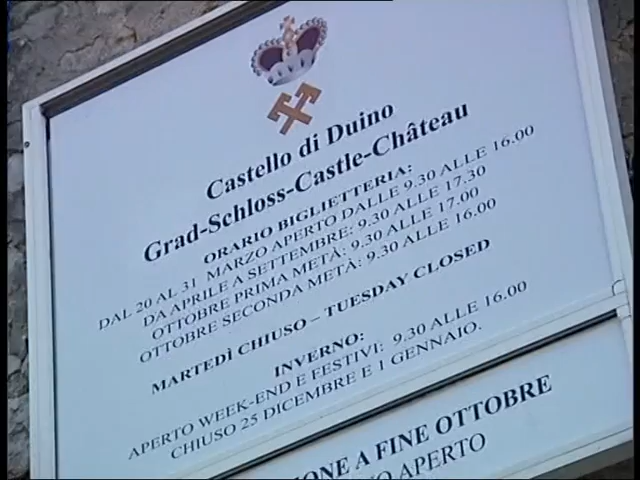 Castello di Duino
Grad-Schloss-Castle-Château
ORARIO BIGLIETTERIA:
DAL 20 AL 31 MARZO APERTO DALLE 9.30 ALLE 16.00
DA APRILE A SETTEMBRE: 9.30 ALLE 17.30
OTTOBRE PRIMA METÀ: 9.30 ALLE 17.00
OTTOBRE SECONDA METÀ: 9.30 ALLE 16.00
MARTEDÌ CHIUSO – TUESDAY CLOSED
INVERNO:
APERTO WEEK-END E FESTIVI: 9.30 ALLE 16.00
CHIUSO 25 DICEMBRE E 1 GENNAIO.
A FINE OTTOBRE
APERTO